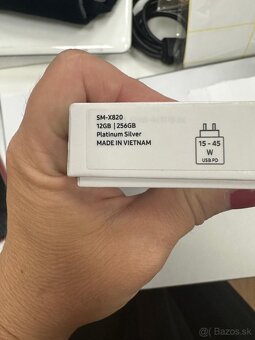 SM-X820
12GB | 256GB
Platinum Silver
MADE IN VIETNAM
15 - 45
W
USB PD
Bazos.sk